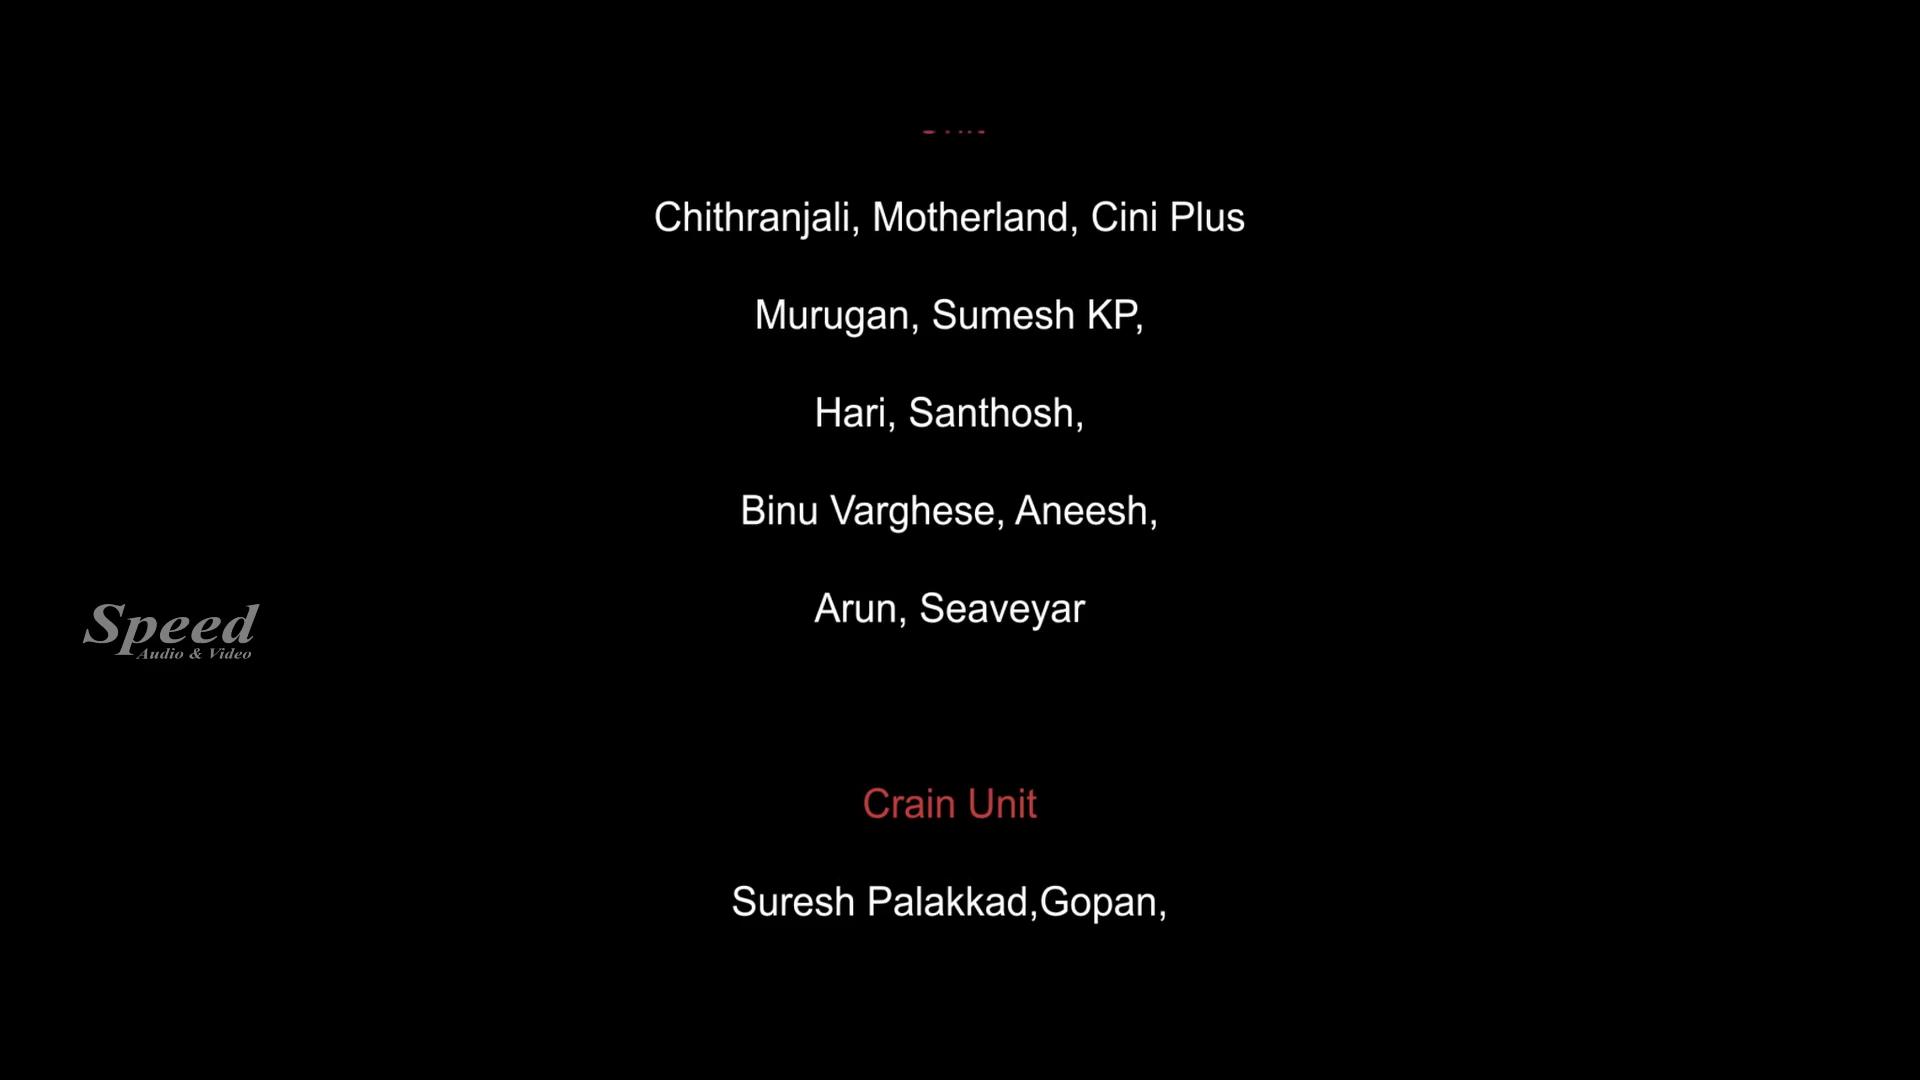 Chithranjali, Motherland, Cini Plus
Murugan, Sumesh KP,
Hari, Santhosh,
Binu Varghese, Aneesh,
Arun, Seaveyar
Speed
Audio & Video
Crain Unit
Suresh Palakkad,Gopan,